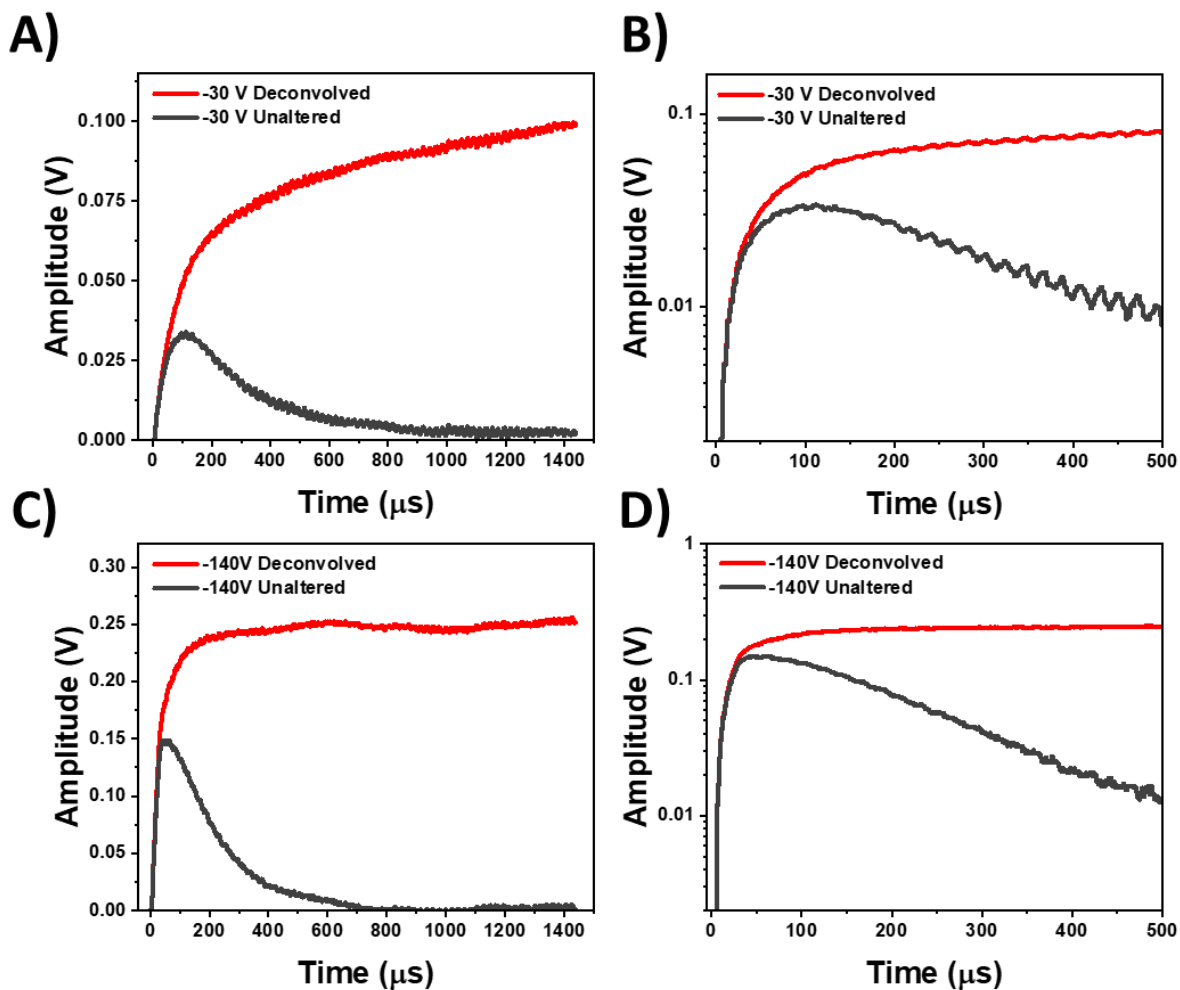 A)
-30 V Deconvolved
-30 V Unaltered
0.100
0.075
0.050
0.025
0.000
Amplitude (V)
0 200 400 600 800 1000 1200 1400
Time (μs)
B)
-30 V Deconvolved
-30 V Unaltered
0.1
0.01
Amplitude (V)
0 100 200 300 400 500
Time (μs)
C)
-140V Deconvolved
-140V Unaltered
0.30
0.25
0.20
0.15
0.10
0.05
0.00
Amplitude (V)
0 200 400 600 800 1000 1200 1400
Time (μs)
D)
-140V Deconvolved
-140V Unaltered
1
0.1
0.01
Amplitude (V)
0 100 200 300 400 500
Time (μs)